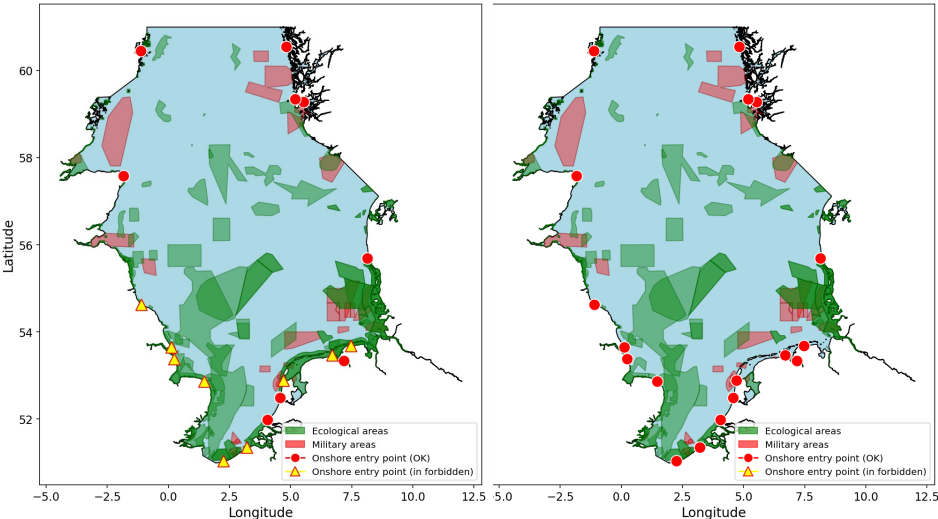 Latitude
60
58
56
54
52
−5.0 −2.5 0.0 2.5 5.0 7.5 10.0 12.5
Longitude
Ecological areas
Military areas
Onshore entry point (OK)
Onshore entry point (in forbidden)
-5.0 −2.5 0.0 2.5 5.0 7.5 10.0 12.5
Longitude
Ecological areas
Military areas
Onshore entry point (OK)
Onshore entry point (in forbidden)